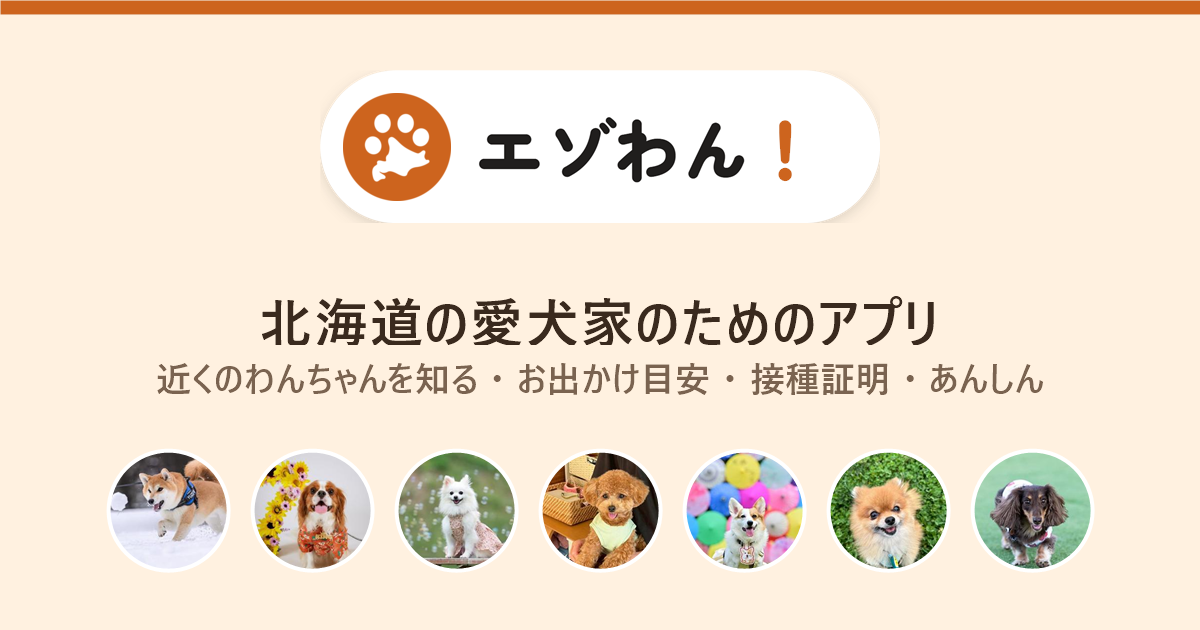 エゾわん!
北海道の愛犬家のためのアプリ
近くのわんちゃんを知る・お出かけ目安・接種証明・あんしん